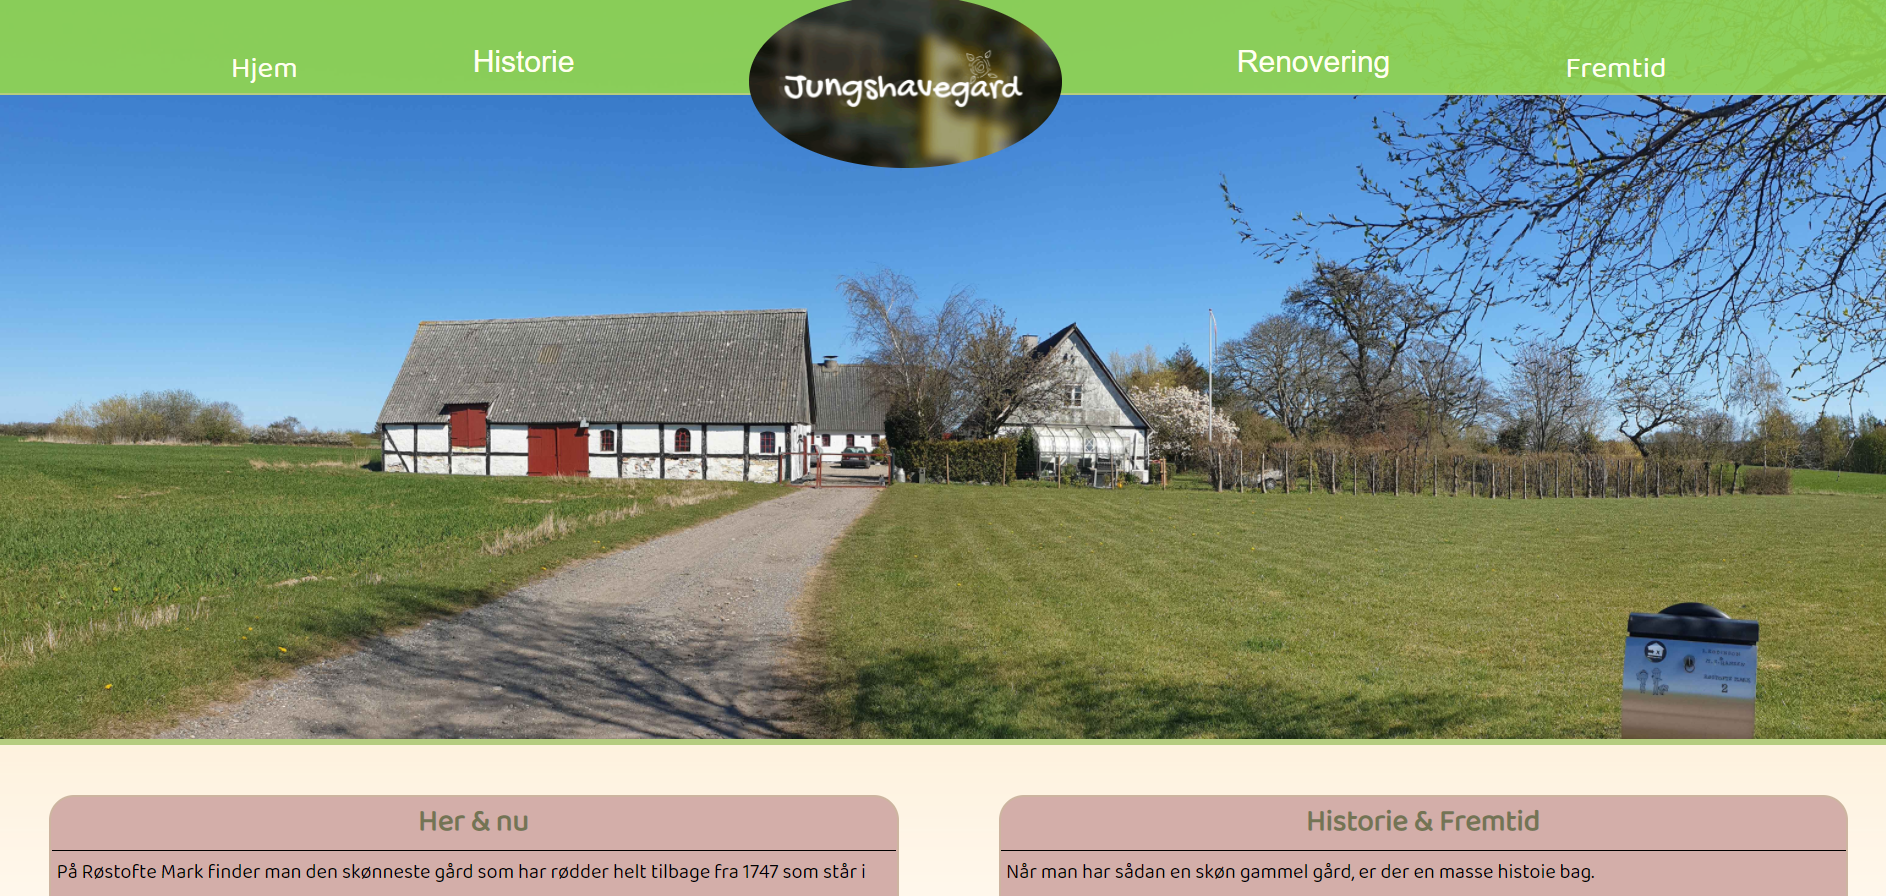 Hjem
Historie
Jungshavegard
Renovering
Fremtid
2
Her & nu
På Røstofte Mark finder man den skønneste gård som har rødder helt tilbage fra 1747 som står i
Historie & Fremtid
Når man har sådan en skøn gammel gård, er der en masse histoie bag.